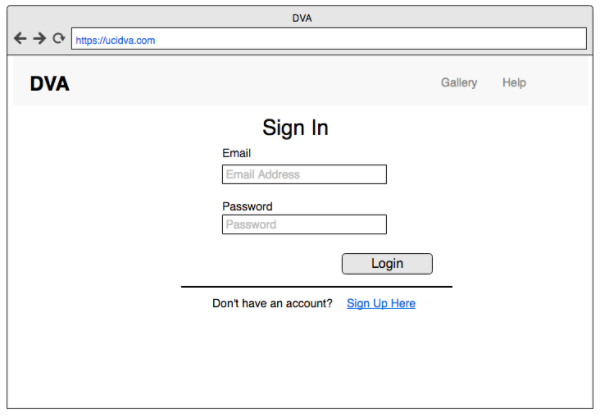 DVA
https://ucidva.com
DVA Gallery Help
Sign In
Email
Email Address
Password
Password
Login
Don't have an account? Sign Up Here